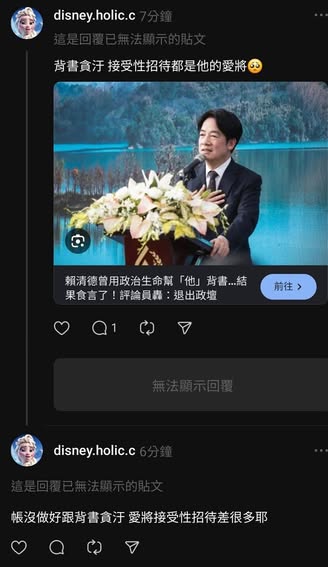 disney.holic.c 7分鐘
這是回覆已無法顯示的貼文
背書貪汙 接受性招待都是他的愛將🥺
賴清德曾用政治生命幫「他」背書...結
果食言了！評論員轟：退出政壇
前往 >
1
無法顯示回覆
disney.holic.c 6分鐘
這是回覆已無法顯示的貼文
帳沒做好跟背書貪汙 愛將接受性招待差很多耶